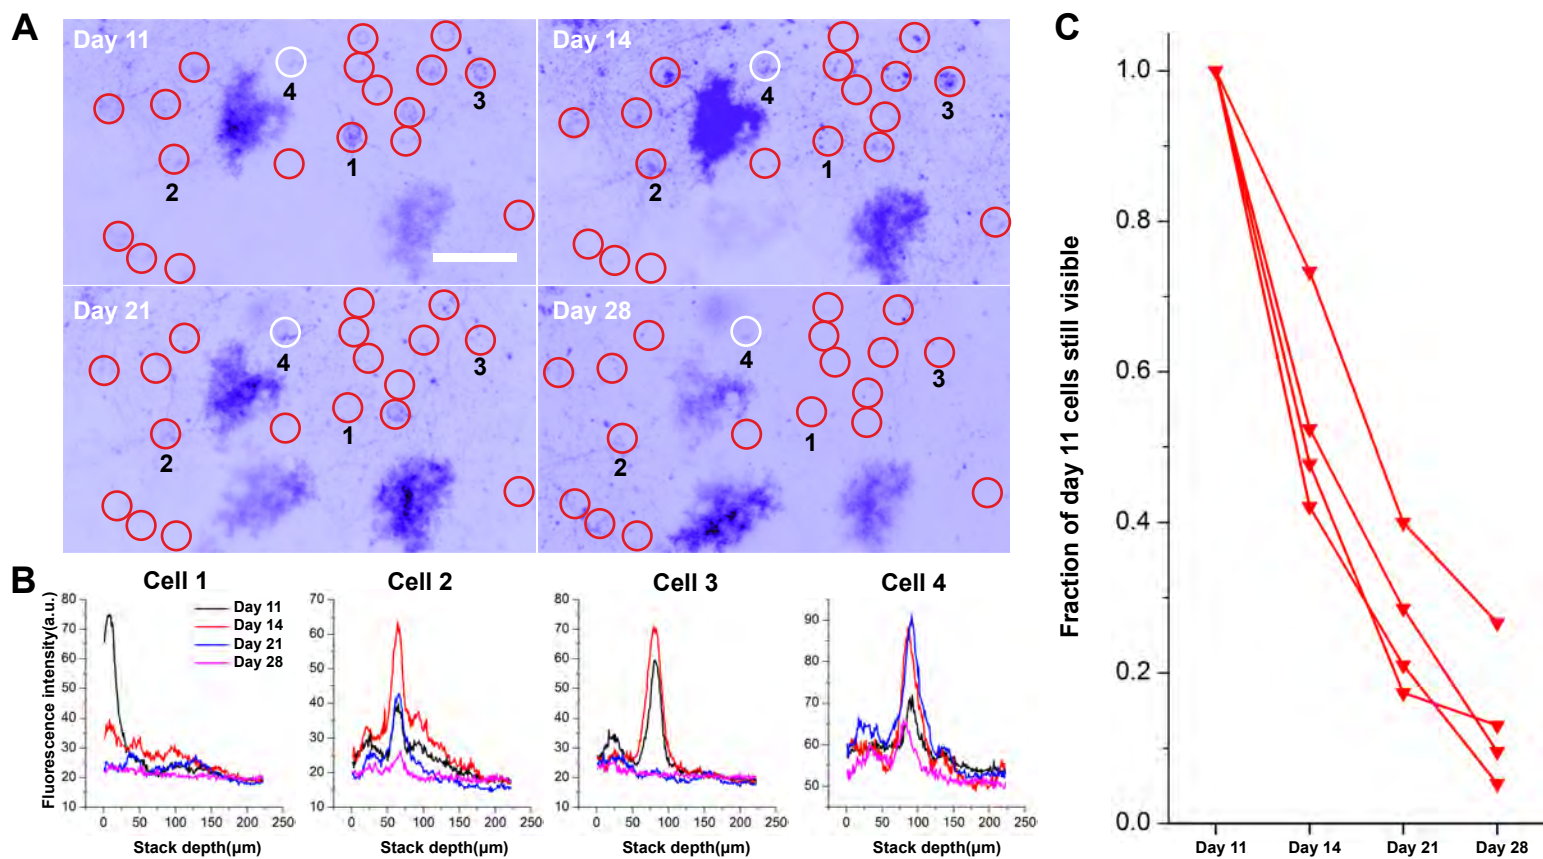 A
Day 11
4
3
1
2
Day 14
4
3
1
2
Day 21
4
3
1
2
Day 28
4
3
1
2
B
Cell 1
Fluorescence intensity(a.u.)
80
70
60
50
40
30
20
10
Day 11
Day 14
Day 21
Day 28
0 50 100 150 200 250
Stack depth(µm)
Cell 2
70
60
50
40
30
20
10
0 50 100 150 200 250
Stack depth(µm)
Cell 3
80
70
60
50
40
30
20
10
0 50 100 150 200 250
Stack depth(µm)
Cell 4
90
80
70
60
50
0 50 100 150 200 250
Stack depth(µm)
C
Fraction of day 11 cells still visible
1.0
0.8
0.6
0.4
0.2
0.0
Day 11 Day 14 Day 21 Day 28